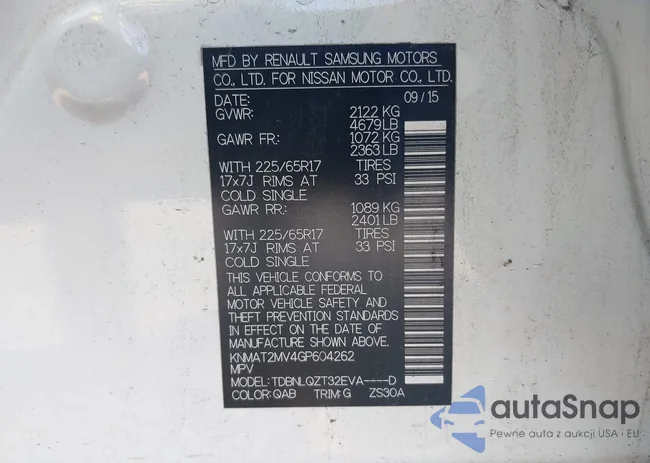 MFD BY RENAULT SAMSUNG MOTORS
CO., LTD. FOR NISSAN MOTOR CO., LTD.
DATE: 09/15
GVWR: 2122 KG
4679LB
GAWR FR: 1072 KG
2363 LB
WITH 225/65R17 TIRES
17x7J RIMS AT 33 PSI
COLD SINGLE
GAWR RR: 1089 KG
2401 LB
WITH 225/65R17 TIRES
17x7J RIMS AT 33 PSI
COLD SINGLE
THIS VEHICLE CONFORMS TO
ALL APPLICABLE FEDERAL
MOTOR VEHICLE SAFETY AND
THEFT PREVENTION STANDARDS
IN EFFECT ON THE DATE OF
MANUFACTURE SHOWN ABOVE.
KNMAT2MV4GP604262
MPV
MODEL: TDBNLQZT32EVA----D
COLOR: QAB TRIM: G ZS30A
autaSnap
Pewne auta z aukcji USA i EU